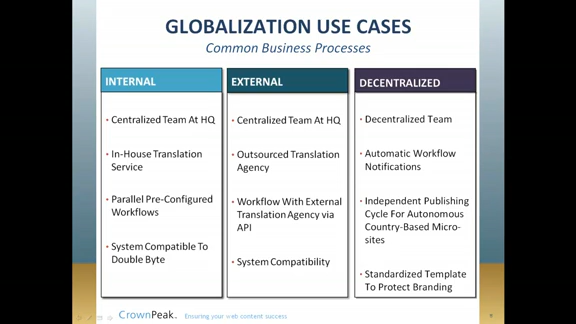 GLOBALIZATION USE CASES
Common Business Processes
INTERNAL
• Centralized Team At HQ
• In-House Translation
Service
• Parallel Pre-Configured
Workflows
• System Compatible To
Double Byte
EXTERNAL
• Centralized Team At HQ
• Outsourced Translation
Agency
• Workflow With External
Translation Agency via
API
• System Compatibility
DECENTRALIZED
• Decentralized Team
• Automatic Workflow
Notifications
• Independent Publishing
Cycle For Autonomous
Country-Based Micro-
sites
• Standardized Template
To Protect Branding
CrownPeak. Ensuring your web content success